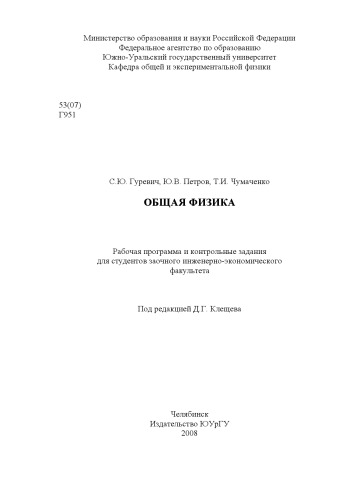 Министерство образования и науки Российской Федерации
Федеральное агентство по образованию
Южно-Уральский государственный университет
Кафедра общей и экспериментальной физики
53(07)
Г951
С.Ю. Гуревич, Ю.В. Петров, Т.И. Чумаченко
ОБЩАЯ ФИЗИКА
Рабочая программа и контрольные задания
для студентов заочного инженерно-экономического
факультета
Под редакцией Д.Г. Клещева
Челябинск
Издательство ЮУрГУ
2008